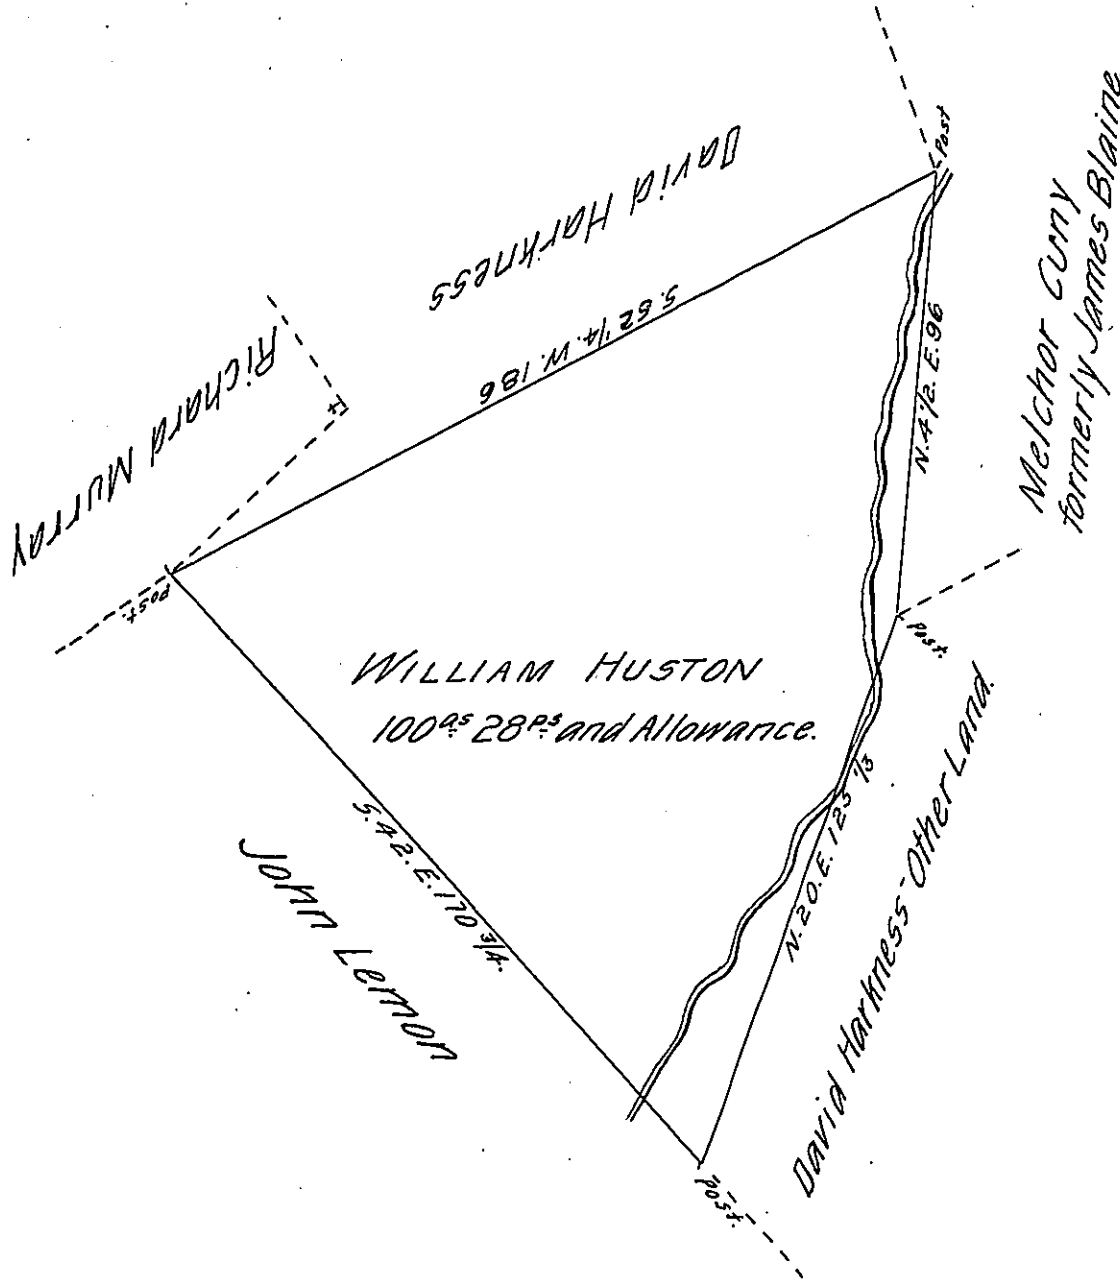 Post
David Harkness
S.62 1/4.W.186
Richard Murray
Post.
N.4 1/2.E.96
Melchor Cuny
formerly James Blaine
Post.
WILLIAM HUSTON
100as 28ps and Allowance.
S.42.E.170 3/4.
John Lemon
N.20.E.125 1/3
David Harkness-Other Land.
Post.